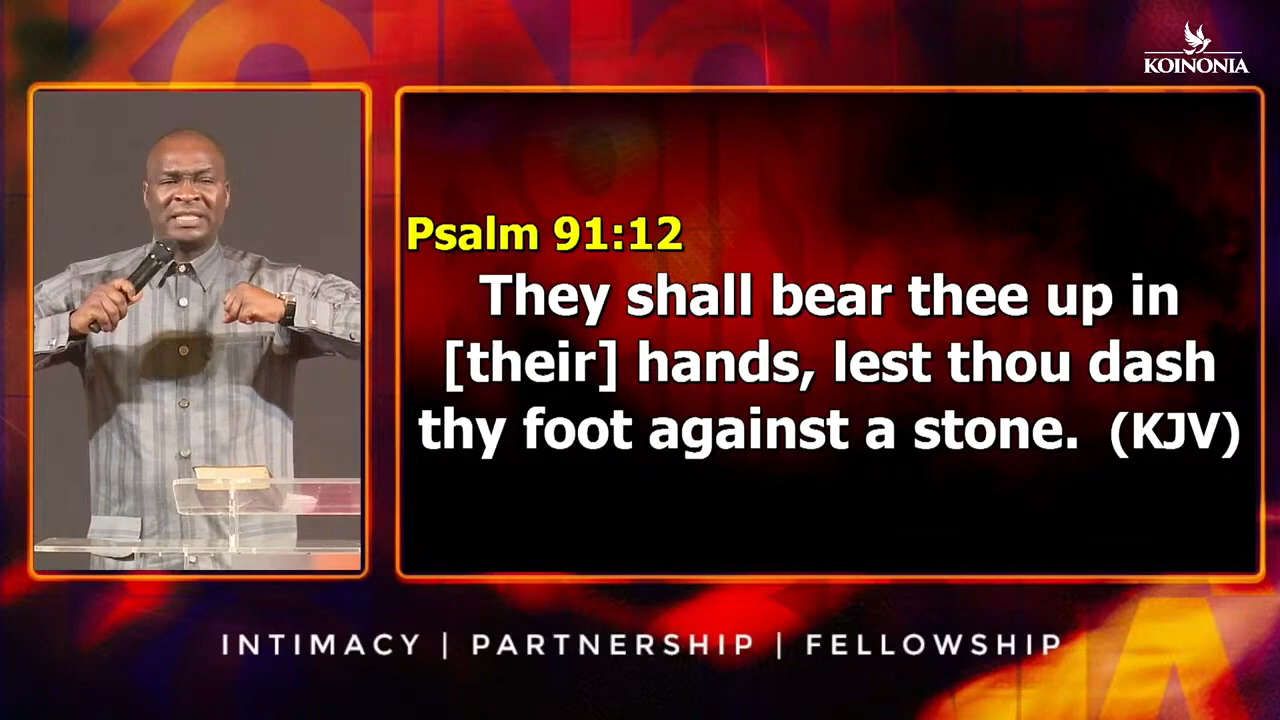 KOINONIA
Psalm 91:12
They shall bear thee up in
[their] hands, lest thou dash
thy foot against a stone. (KJV)
INTIMACY | PARTNERSHIP | FELLOWSHIP